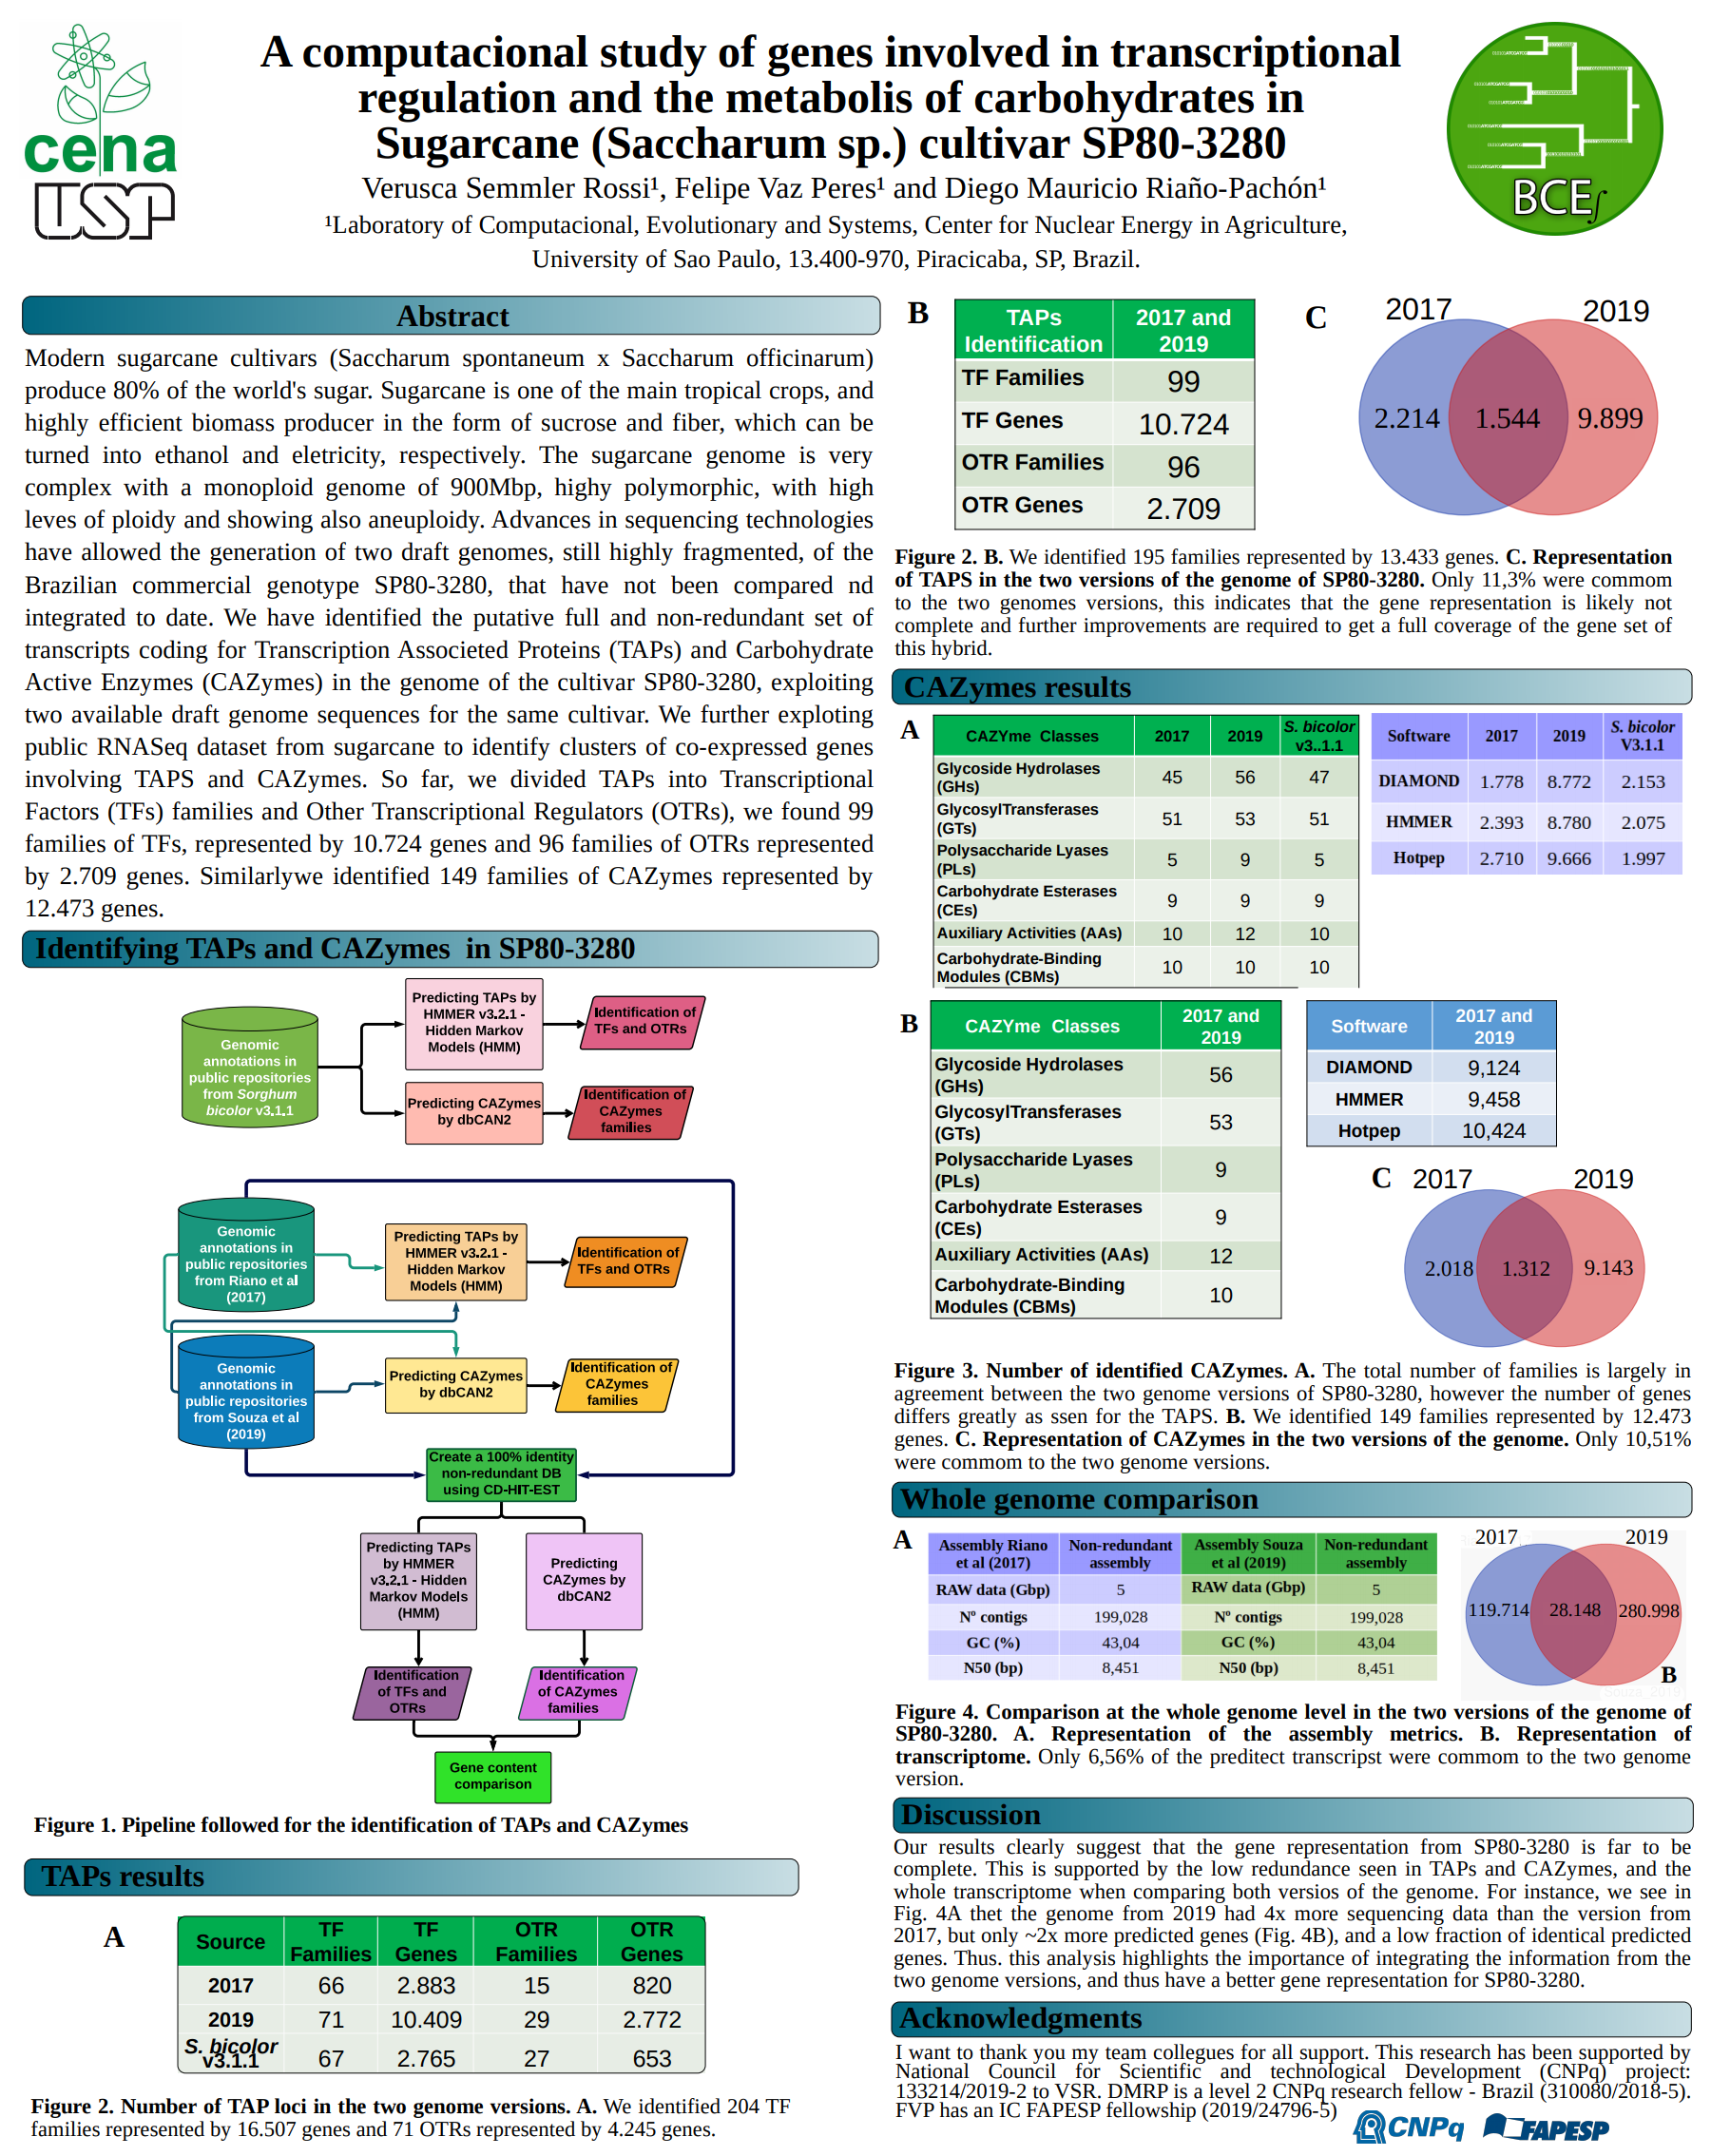 cena
USP
A computacional study of genes involved in transcriptional
regulation and the metabolis of carbohydrates in
Sugarcane (Saccharum sp.) cultivar SP80-3280
Verusca Semmler Rossi¹, Felipe Vaz Peres¹ and Diego Mauricio Riaño-Pachón¹
¹Laboratory of Computacional, Evolutionary and Systems, Center for Nuclear Energy in Agriculture,
University of Sao Paulo, 13.400-970, Piracicaba, SP, Brazil.
BCES
Abstract
Modern sugarcane cultivars (Saccharum spontaneum x Saccharum officinarum)
produce 80% of the world's sugar. Sugarcane is one of the main tropical crops, and
highly efficient biomass producer in the form of sucrose and fiber, which can be
turned into ethanol and eletricity, respectively. The sugarcane genome is very
complex with a monoploid genome of 900Mbp, highy polymorphic, with high
leves of ploidy and showing also aneuploidy. Advances in sequencing technologies
have allowed the generation of two draft genomes, still highly fragmented, of the
Brazilian commercial genotype SP80-3280, that have not been compared nd
integrated to date. We have identified the putative full and non-redundant set of
transcripts coding for Transcription Associeted Proteins (TAPs) and Carbohydrate
Active Enzymes (CAZymes) in the genome of the cultivar SP80-3280, exploiting
two available draft genome sequences for the same cultivar. We further exploting
public RNASeq dataset from sugarcane to identify clusters of co-expressed genes
involving TAPS and CAZymes. So far, we divided TAPs into Transcriptional
Factors (TFs) families and Other Transcriptional Regulators (OTRs), we found 99
families of TFs, represented by 10.724 genes and 96 families of OTRs represented
by 2.709 genes. Similarlywe identified 149 families of CAZymes represented by
12.473 genes.
Identifying TAPs and CAZymes in SP80-3280
Genomic
annotations in
public repositories
from Sorghum
bicolor v3.1.1
Predicting TAPs by
HMMER v3.2.1 -
Hidden Markov
Models (HMM)
Identification of
TFs and OTRs
Predicting CAZymes
by dbCAN2
Identification of
CAZymes
families
Genomic
annotations in
public repositories
from Riano et al
(2017)
Predicting TAPs by
HMMER v3.2.1 -
Hidden Markov
Models (HMM)
Identification of
TFs and OTRs
Genomic
annotations in
public repositories
from Souza et al
(2019)
Predicting CAZymes
by dbCAN2
Identification of
CAZymes
families
Create a 100% identity
non-redundant DB
using CD-HIT-EST
Predicting TAPs
by HMMER
v3.2.1 - Hidden
Markov Models
(HMM)
Predicting
CAZymes by
dbCAN2
Identification
of TFs and
OTRs
Identification
of CAZymes
families
Gene content
comparison
Figure 1. Pipeline followed for the identification of TAPs and CAZymes
TAPs results
A
Source TF Families TF Genes OTR Families OTR Genes
2017 66 2.883 15 820
2019 71 10.409 29 2.772
S. bicolor v3.1.1 67 2.765 27 653
Figure 2. Number of TAP loci in the two genome versions. A. We identified 204 TF
families represented by 16.507 genes and 71 OTRs represented by 4.245 genes.
B
TAPs Identification 2017 and 2019
TF Families 99
TF Genes 10.724
OTR Families 96
OTR Genes 2.709
C
2017 2019
2.214 1.544 9.899
Figure 2. B. We identified 195 families represented by 13.433 genes. C. Representation
of TAPS in the two versions of the genome of SP80-3280. Only 11,3% were commom
to the two genomes versions, this indicates that the gene representation is likely not
complete and further improvements are required to get a full coverage of the gene set of
this hybrid.
CAZymes results
A
CAZYme Classes 2017 2019 S. bicolor v3..1.1
Glycoside Hydrolases (GHs) 45 56 47
GlycosylTransferases (GTs) 51 53 51
Polysaccharide Lyases (PLs) 5 9 5
Carbohydrate Esterases (CEs) 9 9 9
Auxiliary Activities (AAs) 10 12 10
Carbohydrate-Binding Modules (CBMs) 10 10 10
Software 2017 2019 S. bicolor V3.1.1
DIAMOND 1.778 8.772 2.153
HMMER 2.393 8.780 2.075
Hotpep 2.710 9.666 1.997
B
CAZYme Classes 2017 and 2019
Glycoside Hydrolases (GHs) 56
GlycosylTransferases (GTs) 53
Polysaccharide Lyases (PLs) 9
Carbohydrate Esterases (CEs) 9
Auxiliary Activities (AAs) 12
Carbohydrate-Binding Modules (CBMs) 10
Software 2017 and 2019
DIAMOND 9,124
HMMER 9,458
Hotpep 10,424
C 2017 2019
2.018 1.312 9.143
Figure 3. Number of identified CAZymes. A. The total number of families is largely in
agreement between the two genome versions of SP80-3280, however the number of genes
differs greatly as ssen for the TAPS. B. We identified 149 families represented by 12.473
genes. C. Representation of CAZymes in the two versions of the genome. Only 10,51%
were commom to the two genome versions.
Whole genome comparison
A
Assembly Riano et al (2017) Non-redundant assembly Assembly Souza et al (2019) Non-redundant assembly
RAW data (Gbp) 5 RAW data (Gbp) 5
Nº contigs 199,028 Nº contigs 199,028
GC (%) 43,04 GC (%) 43,04
N50 (bp) 8,451 N50 (bp) 8,451
2017 2019
119.714 28.148 280.998
B
Figure 4. Comparison at the whole genome level in the two versions of the genome of
SP80-3280. A. Representation of the assembly metrics. B. Representation of
transcriptome. Only 6,56% of the preditect transcripst were commom to the two genome
version.
Discussion
Our results clearly suggest that the gene representation from SP80-3280 is far to be
complete. This is supported by the low redundance seen in TAPs and CAZymes, and the
whole transcriptome when comparing both versios of the genome. For instance, we see in
Fig. 4A thet the genome from 2019 had 4x more sequencing data than the version from
2017, but only ~2x more predicted genes (Fig. 4B), and a low fraction of identical predicted
genes. Thus. this analysis highlights the importance of integrating the information from the
two genome versions, and thus have a better gene representation for SP80-3280.
Acknowledgments
I want to thank you my team collegues for all support. This research has been supported by
National Council for Scientific and technological Development (CNPq) project:
133214/2019-2 to VSR. DMRP is a level 2 CNPq research fellow - Brazil (310080/2018-5).
FVP has an IC FAPESP fellowship (2019/24796-5)
CNPq
FAPESP